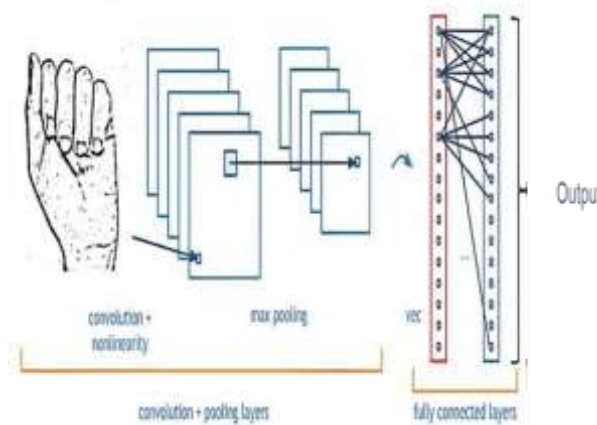 Outpu
convolution +
nonlinearity
max pooling
vec
convolution + pooling layers
fully connected layers